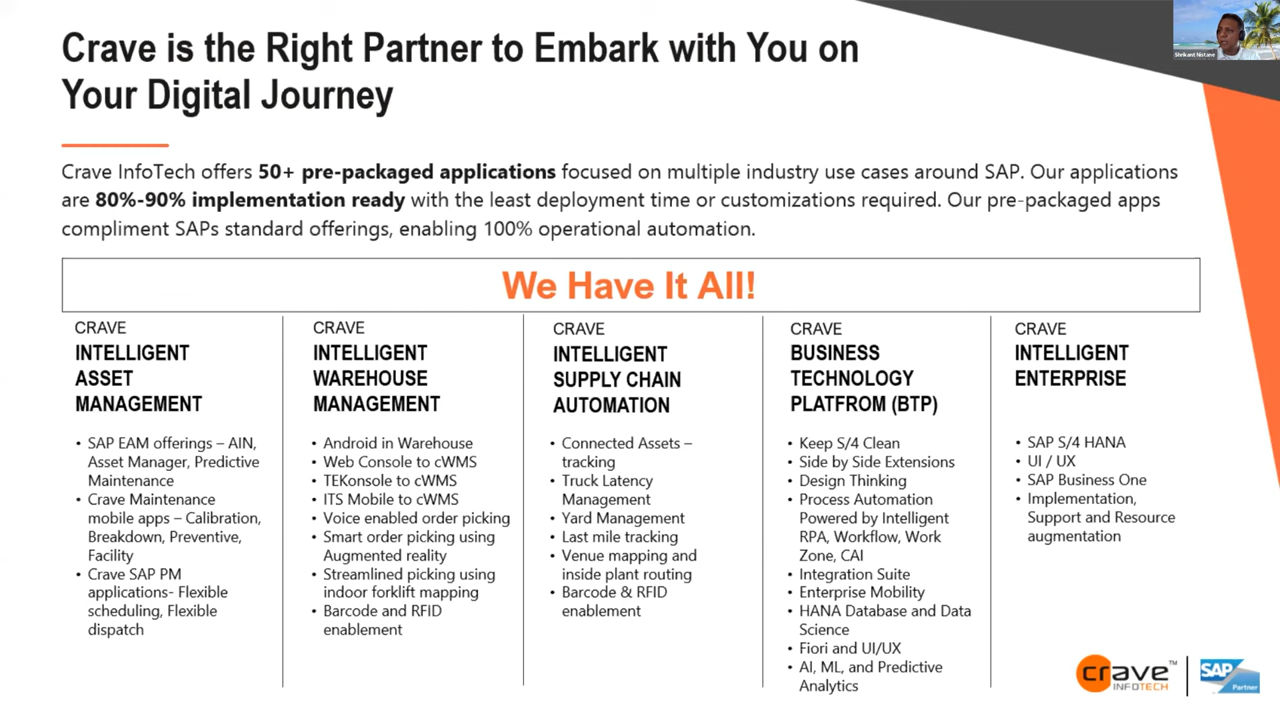 Crave is the Right Partner to Embark with You on
Your Digital Journey
Shrikant Nistane
Crave InfoTech offers 50+ pre-packaged applications focused on multiple industry use cases around SAP. Our applications
are 80%-90% implementation ready with the least deployment time or customizations required. Our pre-packaged apps
compliment SAPs standard offerings, enabling 100% operational automation.
We Have It All!
CRAVE
INTELLIGENT
ASSET
MANAGEMENT
• SAP EAM offerings – AIN,
Asset Manager, Predictive
Maintenance
• Crave Maintenance
mobile apps – Calibration,
Breakdown, Preventive,
Facility
• Crave SAP PM
applications- Flexible
scheduling, Flexible
dispatch
CRAVE
INTELLIGENT
WAREHOUSE
MANAGEMENT
• Android in Warehouse
• Web Console to cWMS
• TEKonsole to cWMS
• ITS Mobile to cWMS
• Voice enabled order picking
• Smart order picking using
Augmented reality
• Streamlined picking using
indoor forklift mapping
• Barcode and RFID
enablement
CRAVE
INTELLIGENT
SUPPLY CHAIN
AUTOMATION
• Connected Assets –
tracking
• Truck Latency
Management
• Yard Management
• Last mile tracking
• Venue mapping and
inside plant routing
• Barcode & RFID
enablement
CRAVE
BUSINESS
TECHNOLOGY
PLATFROM (BTP)
• Keep S/4 Clean
• Side by Side Extensions
• Design Thinking
• Process Automation
Powered by Intelligent
RPA, Workflow, Work
Zone, CAI
• Integration Suite
• Enterprise Mobility
• HANA Database and Data
Science
• Fiori and UI/UX
• AI, ML, and Predictive
Analytics
CRAVE
INTELLIGENT
ENTERPRISE
• SAP S/4 HANA
• UI / UX
• SAP Business One
• Implementation,
Support and Resource
augmentation
crave™
INFOTECH
SAP
Partner